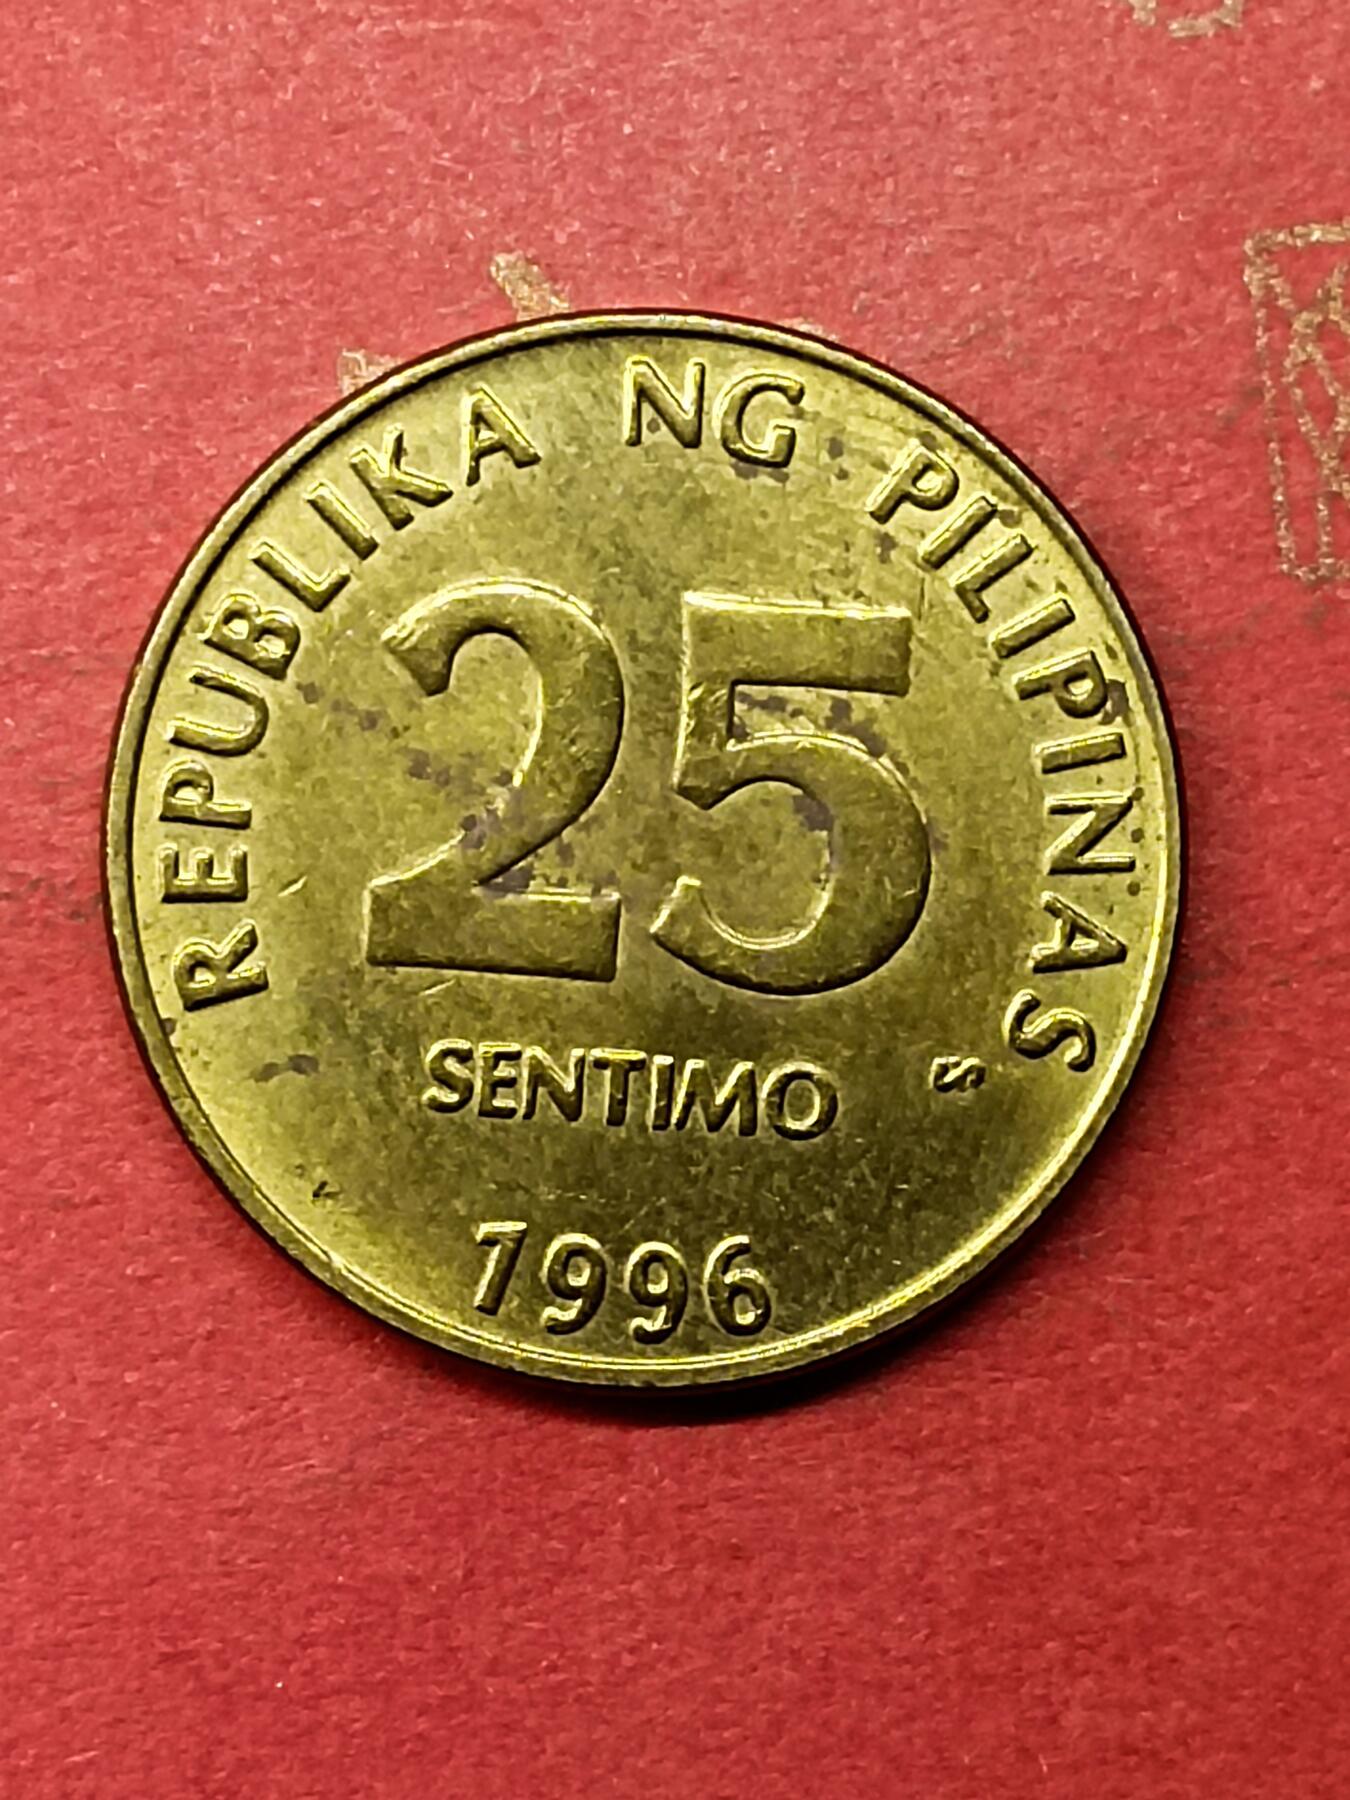 REPUBLIKA NG PILIPINAS
25
SENTIMO
s
1996